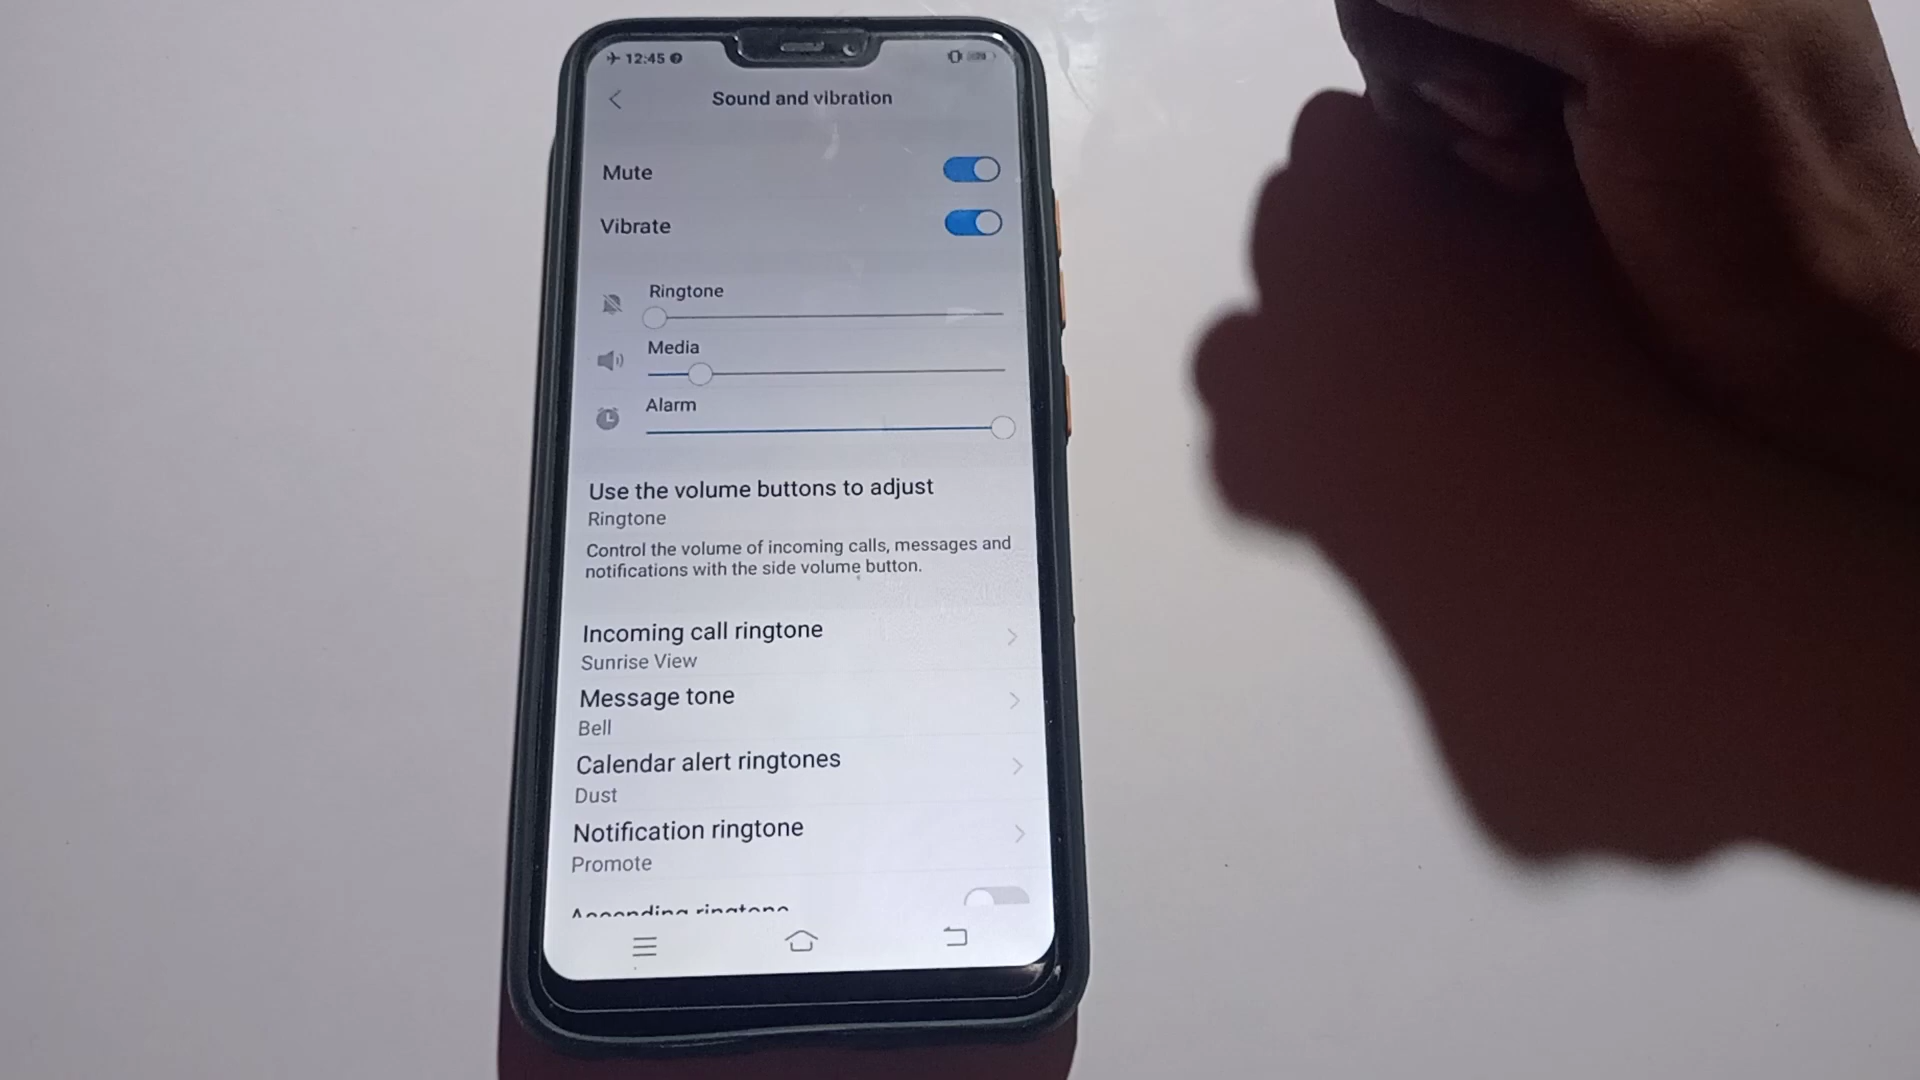 12:45
Sound and vibration
Mute
Vibrate
Ringtone
Media
Alarm
Use the volume buttons to adjust
Ringtone
Control the volume of incoming calls, messages and
notifications with the side volume button.
Incoming call ringtone
Sunrise View
Message tone
Bell
Calendar alert ringtones
Dust
Notification ringtone
Promote
Ascending ringtone